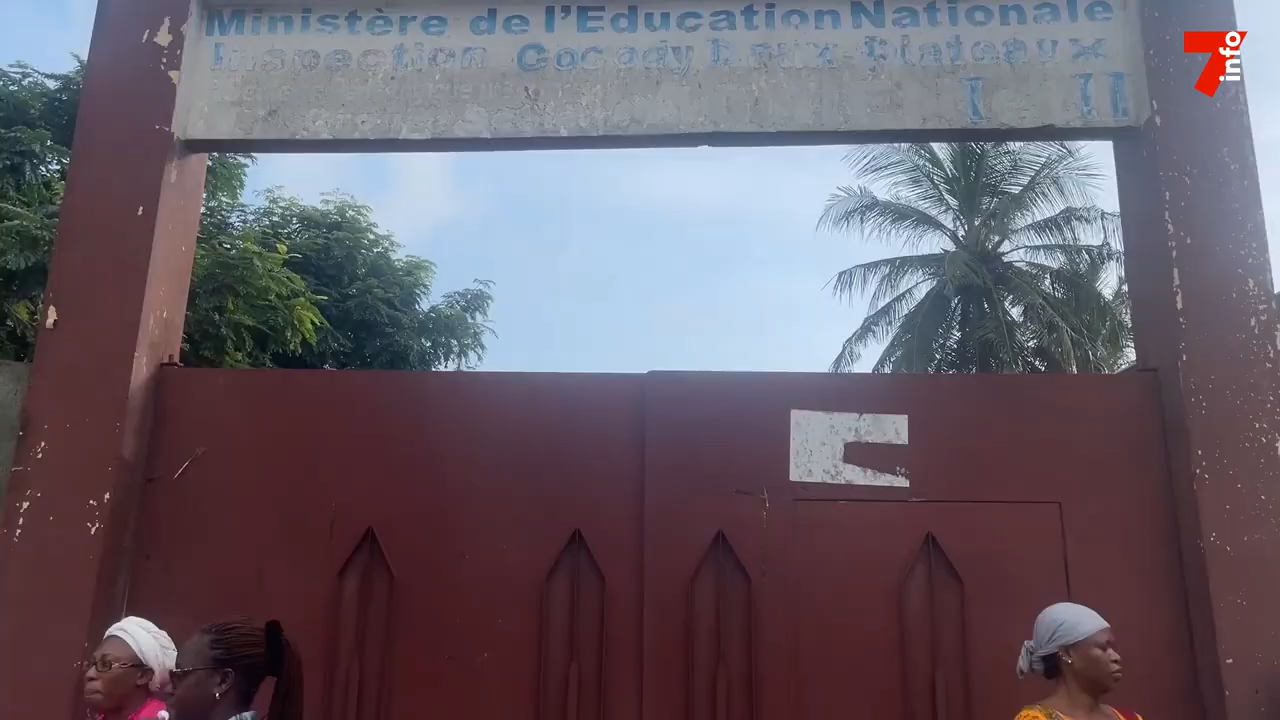 Ministère de l'Education Nationale
Inspection Cocody Deux-Plateaux
I II
7info